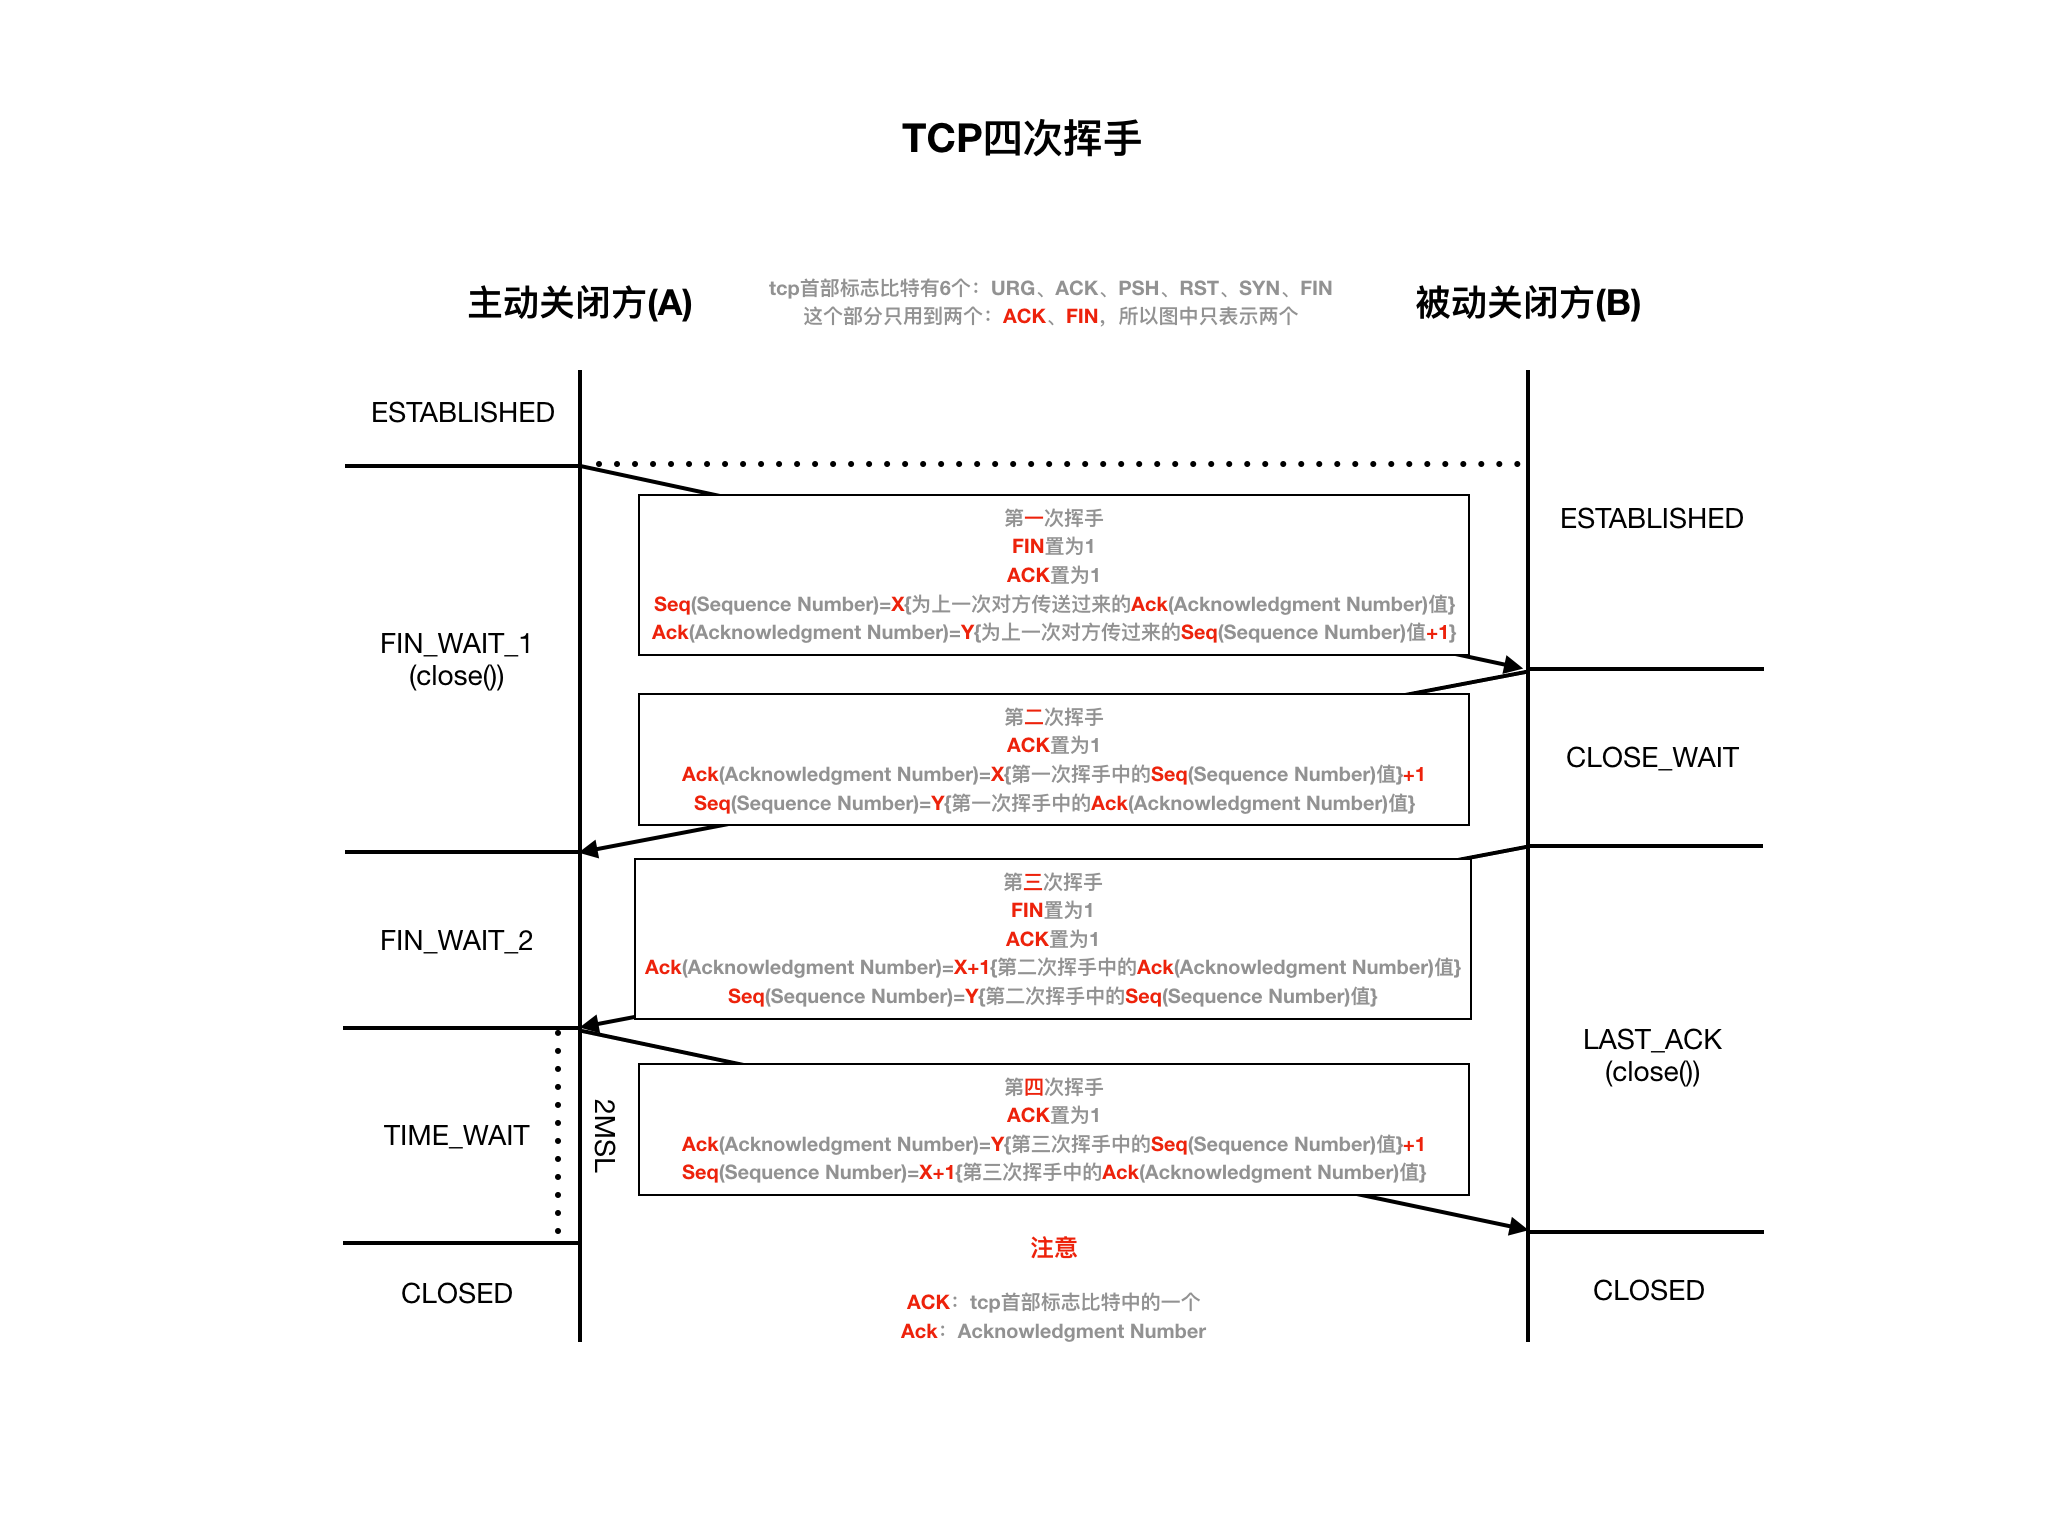 TCP四次挥手
主动关闭方(A)
tcp首部标志比特有6个：URG、ACK、PSH、RST、SYN、FIN
这个部分只用到两个：ACK、FIN，所以图中只表示两个
被动关闭方(B)
ESTABLISHED
ESTABLISHED
第一次挥手
FIN置为1
ACK置为1
Seq(Sequence Number)=X{为上一次对方传送过来的Ack(Acknowledgment Number)值}
Ack(Acknowledgment Number)=Y{为上一次对方传过来的Seq(Sequence Number)值+1}
FIN_WAIT_1
(close())
第二次挥手
ACK置为1
Ack(Acknowledgment Number)=X{第一次挥手中的Seq(Sequence Number)值}+1
Seq(Sequence Number)=Y{第一次挥手中的Ack(Acknowledgment Number)值}
CLOSE_WAIT
FIN_WAIT_2
第三次挥手
FIN置为1
ACK置为1
Ack(Acknowledgment Number)=X+1{第二次挥手中的Ack(Acknowledgment Number)值}
Seq(Sequence Number)=Y{第二次挥手中的Seq(Sequence Number)值}
LAST_ACK
(close())
TIME_WAIT
2MSL
第四次挥手
ACK置为1
Ack(Acknowledgment Number)=Y{第三次挥手中的Seq(Sequence Number)值}+1
Seq(Sequence Number)=X+1{第三次挥手中的Ack(Acknowledgment Number)值}
CLOSED
CLOSED
注意
ACK：tcp首部标志比特中的一个
Ack：Acknowledgment Number